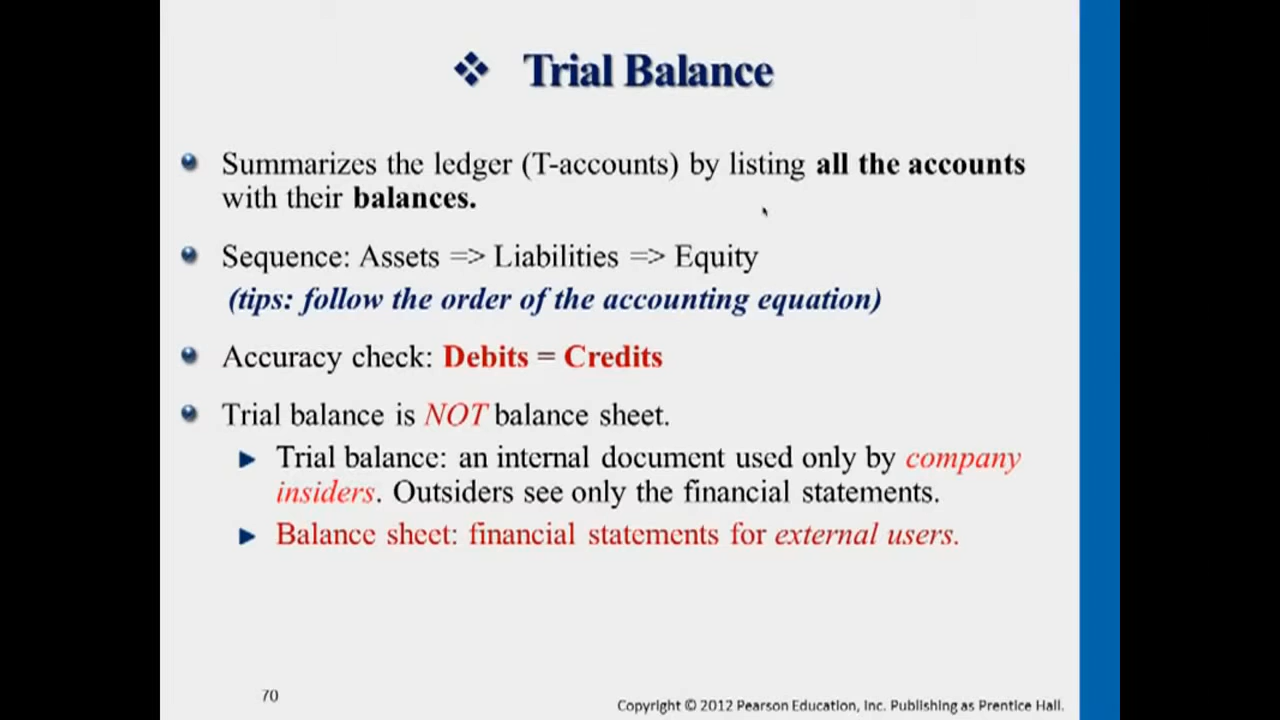 Trial Balance
Summarizes the ledger (T-accounts) by listing all the accounts
with their balances.
Sequence: Assets => Liabilities => Equity
(tips: follow the order of the accounting equation)
Accuracy check: Debits = Credits
Trial balance is NOT balance sheet.
Trial balance: an internal document used only by company
insiders. Outsiders see only the financial statements.
Balance sheet: financial statements for external users.
70
Copyright © 2012 Pearson Education, Inc. Publishing as Prentice Hall.